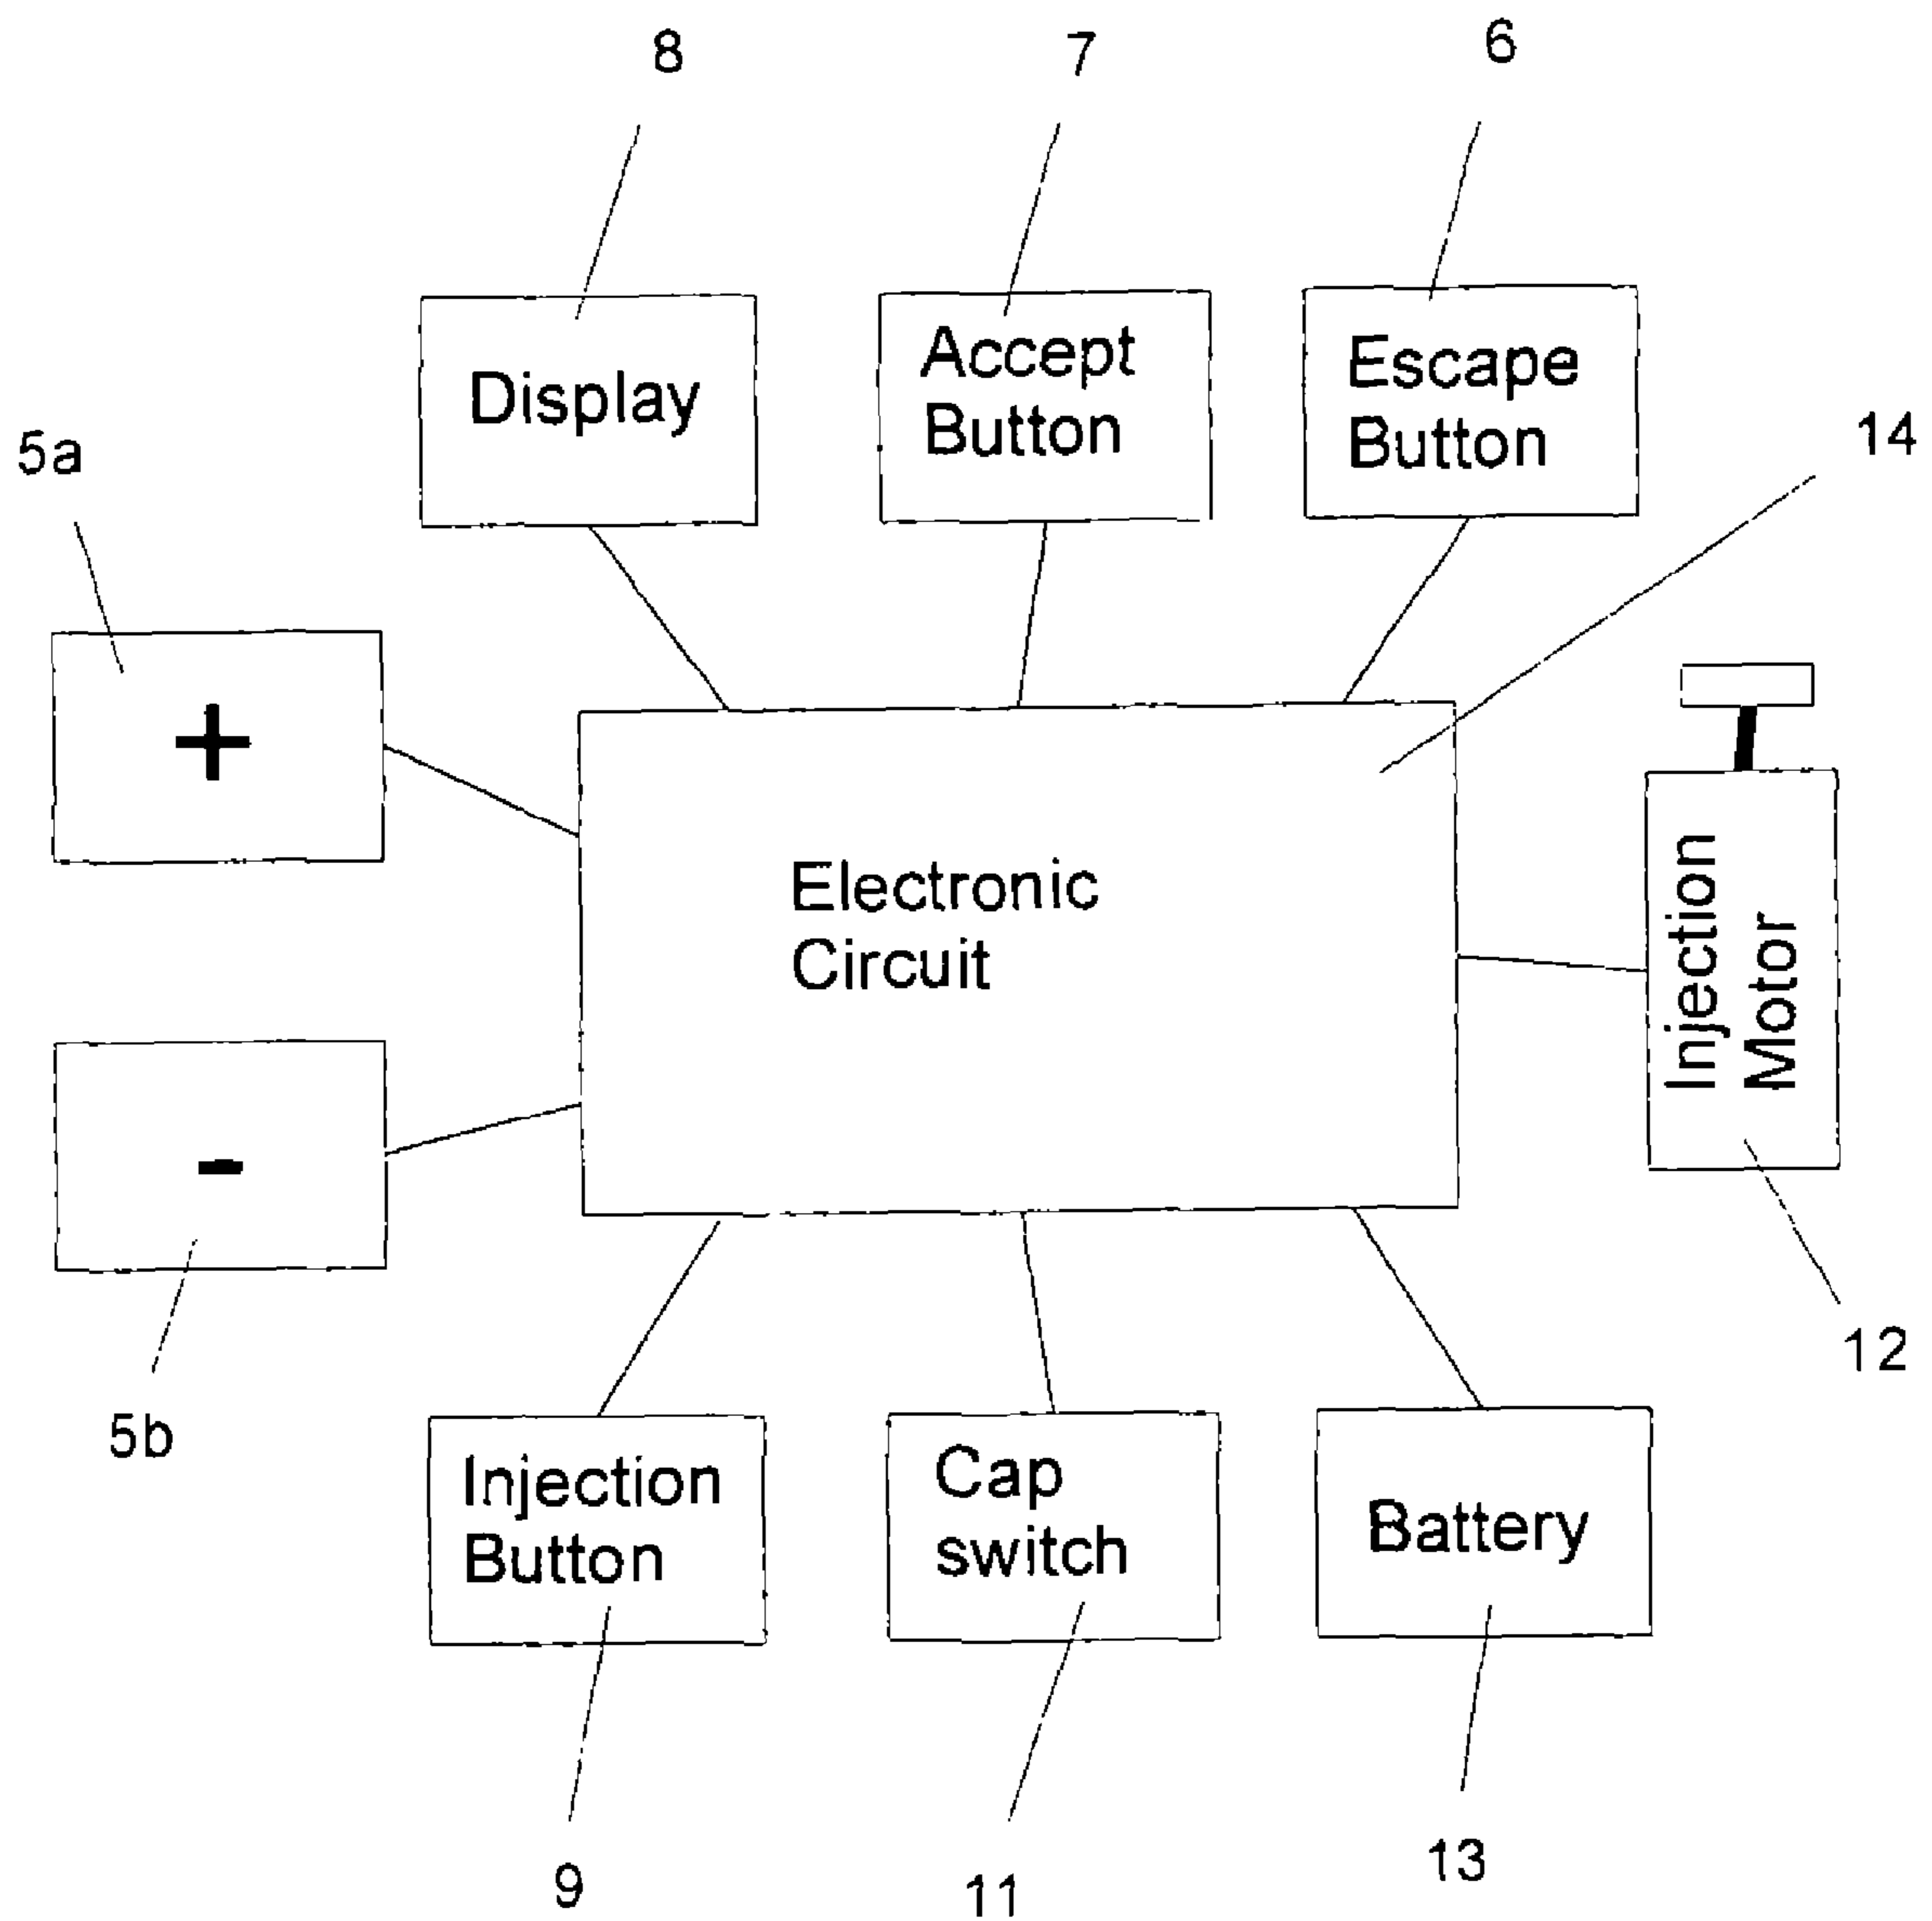 8
7
6
Display
Accept
Button
Escape
Button
14
5a
+
Electronic
Circuit
Injection
Motor
-
12
5b
Injection
Button
Cap
switch
Battery
9
11
13